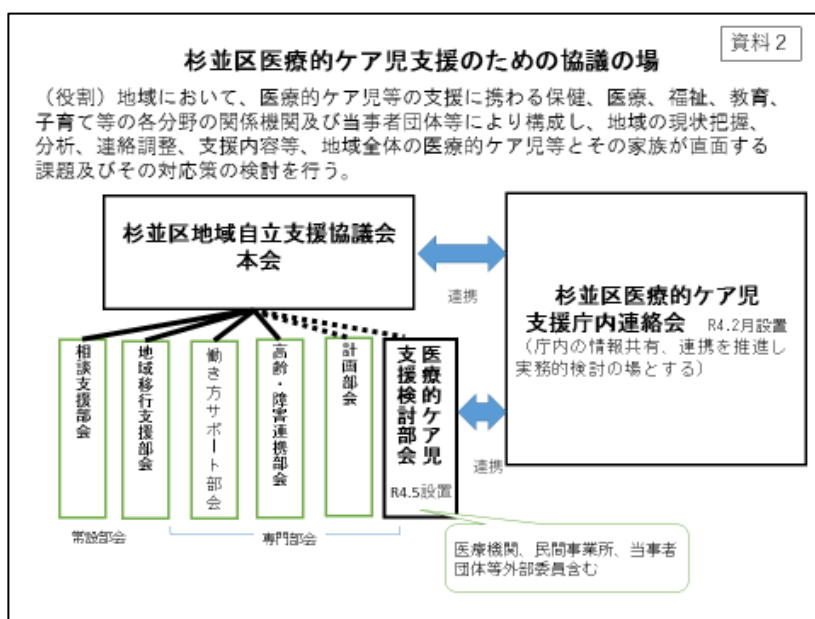 資料2
杉並区医療的ケア児支援のための協議の場
（役割）地域において、医療的ケア児等の支援に携わる保健、医療、福祉、教育、
子育て等の各分野の関係機関及び当事者団体等により構成し、地域の現状把握、
分析、連絡調整、支援内容等、地域全体の医療的ケア児等とその家族が直面する
課題及びその対応策の検討を行う。
杉並区地域自立支援協議会
本会
連携
杉並区医療的ケア児
支援庁内連絡会 R4.2月設置
（庁内の情報共有、連携を推進し
実務的検討の場とする）
相談支援部会
地域移行支援部会
働き方サポート部会
高齢・障害連携部会
計画部会
医療的ケア児
支援検討部会
R4.5設置
連携
常設部会
専門部会
医療機関、民間事業所、当事者
団体等外部委員含む